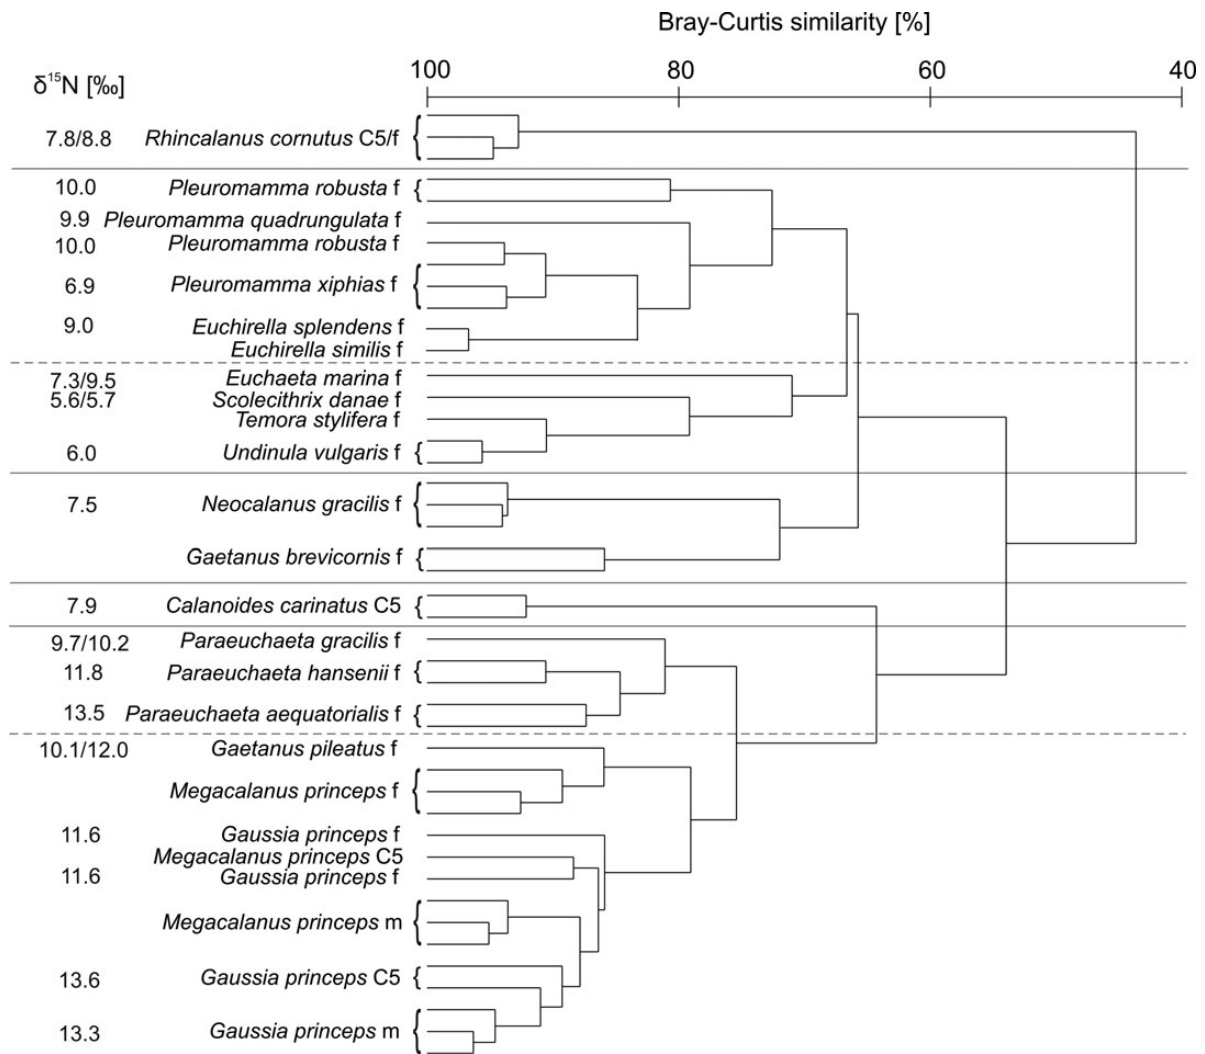 Bray-Curtis similarity [%]
δ¹⁵N [‰] 100 80 60 40
7.8/8.8 Rhincalanus cornutus C5/f {
10.0 Pleuromamma robusta f {
9.9 Pleuromamma quadrungulata f
10.0 Pleuromamma robusta f
6.9 Pleuromamma xiphias f {
9.0 Euchirella splendens f
Euchirella similis f
7.3/9.5 Euchaeta marina f
5.6/5.7 Scolecithrix danae f
Temora stylifera f
6.0 Undinula vulgaris f {
7.5 Neocalanus gracilis f {
Gaetanus brevicornis f {
7.9 Calanoides carinatus C5 {
9.7/10.2 Paraeuchaeta gracilis f
11.8 Paraeuchaeta hansenii f {
13.5 Paraeuchaeta aequatorialis f {
10.1/12.0 Gaetanus pileatus f
Megacalanus princeps f {
11.6 Gaussia princeps f
Megacalanus princeps C5
11.6 Gaussia princeps f
Megacalanus princeps m {
13.6 Gaussia princeps C5 {
13.3 Gaussia princeps m {